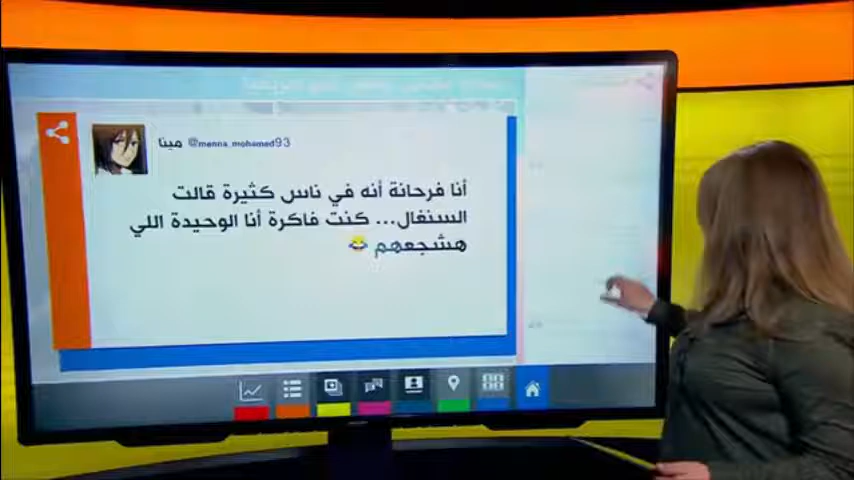 مينا @menna_mohamed93
أنا فرحانة أنه في ناس كثيرة قالت
السنغال... كنت فاكرة أنا الوحيدة اللي
هشجعهم 😂